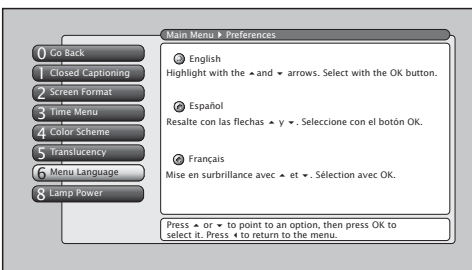 Main Menu ▸ Preferences
0 Go Back
1 Closed Captioning
2 Screen Format
3 Time Menu
4 Color Scheme
5 Translucency
6 Menu Language
8 Lamp Power
English
Highlight with the ▲ and ▼ arrows. Select with the OK button.
Español
Resalte con las flechas ▲ y ▼. Seleccione con el botón OK.
Français
Mise en surbrillance avec ▲ et ▼. Sélection avec OK.
Press ▲ or ▼ to point to an option, then press OK to
select it. Press ◂ to return to the menu.